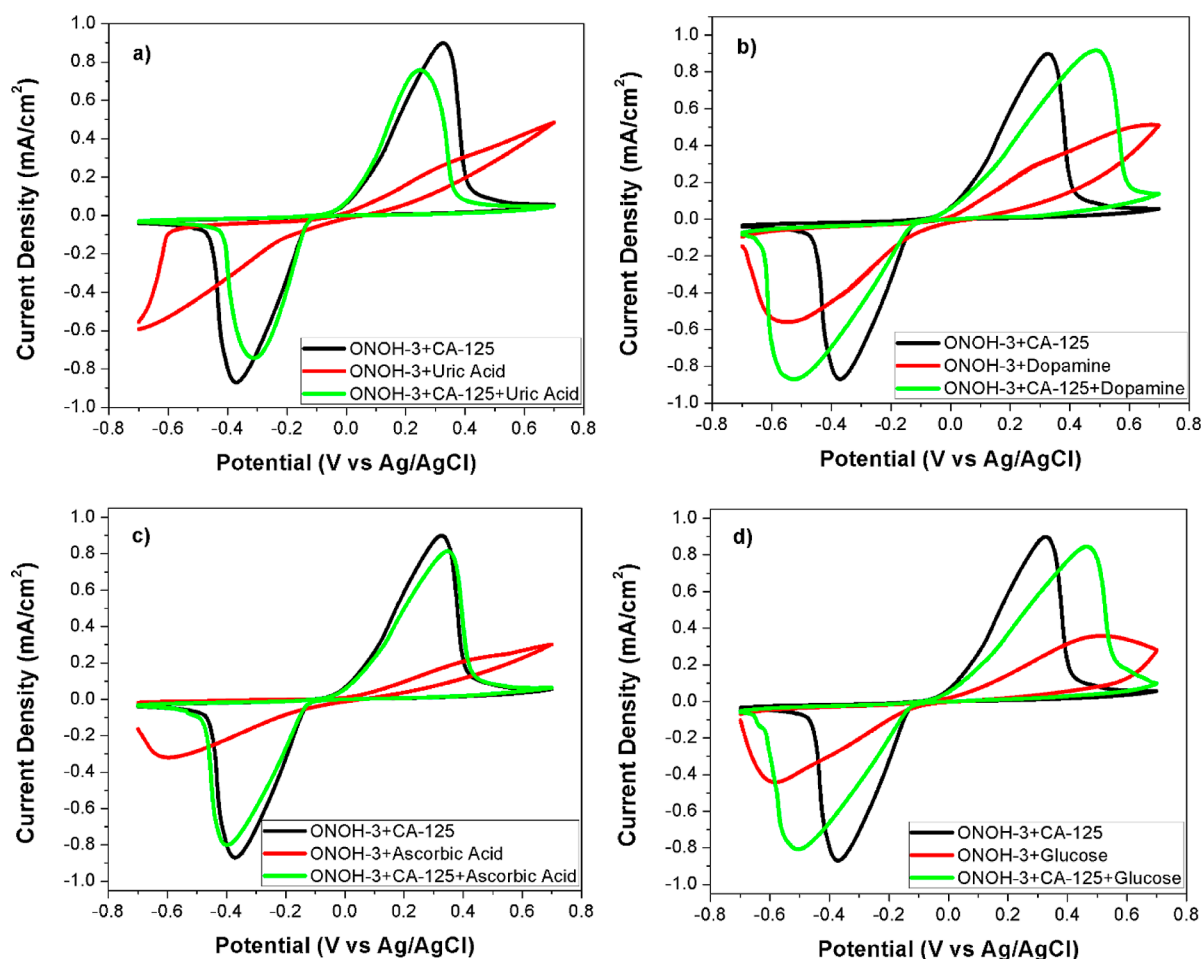 a)
1.0
0.8
0.6
0.4
0.2
0.0
-0.2
-0.4
-0.6
-0.8
-1.0
Current Density (mA/cm²)
ONOH-3+CA-125
ONOH-3+Uric Acid
ONOH-3+CA-125+Uric Acid
-0.8 -0.6 -0.4 -0.2 0.0 0.2 0.4 0.6 0.8
Potential (V vs Ag/AgCl)
b)
1.0
0.8
0.6
0.4
0.2
0.0
-0.2
-0.4
-0.6
-0.8
-1.0
Current Density (mA/cm²)
ONOH-3+CA-125
ONOH-3+Dopamine
ONOH-3+CA-125+Dopamine
-0.8 -0.6 -0.4 -0.2 0.0 0.2 0.4 0.6 0.8
Potential (V vs Ag/AgCl)
c)
1.0
0.8
0.6
0.4
0.2
0.0
-0.2
-0.4
-0.6
-0.8
-1.0
Current Density (mA/cm²)
ONOH-3+CA-125
ONOH-3+Ascorbic Acid
ONOH-3+CA-125+Ascorbic Acid
-0.8 -0.6 -0.4 -0.2 0.0 0.2 0.4 0.6 0.8
Potential (V vs Ag/AgCl)
d)
1.0
0.8
0.6
0.4
0.2
0.0
-0.2
-0.4
-0.6
-0.8
-1.0
Current Density (mA/cm²)
ONOH-3+CA-125
ONOH-3+Glucose
ONOH-3+CA-125+Glucose
-0.8 -0.6 -0.4 -0.2 0.0 0.2 0.4 0.6 0.8
Potential (V vs Ag/AgCl)